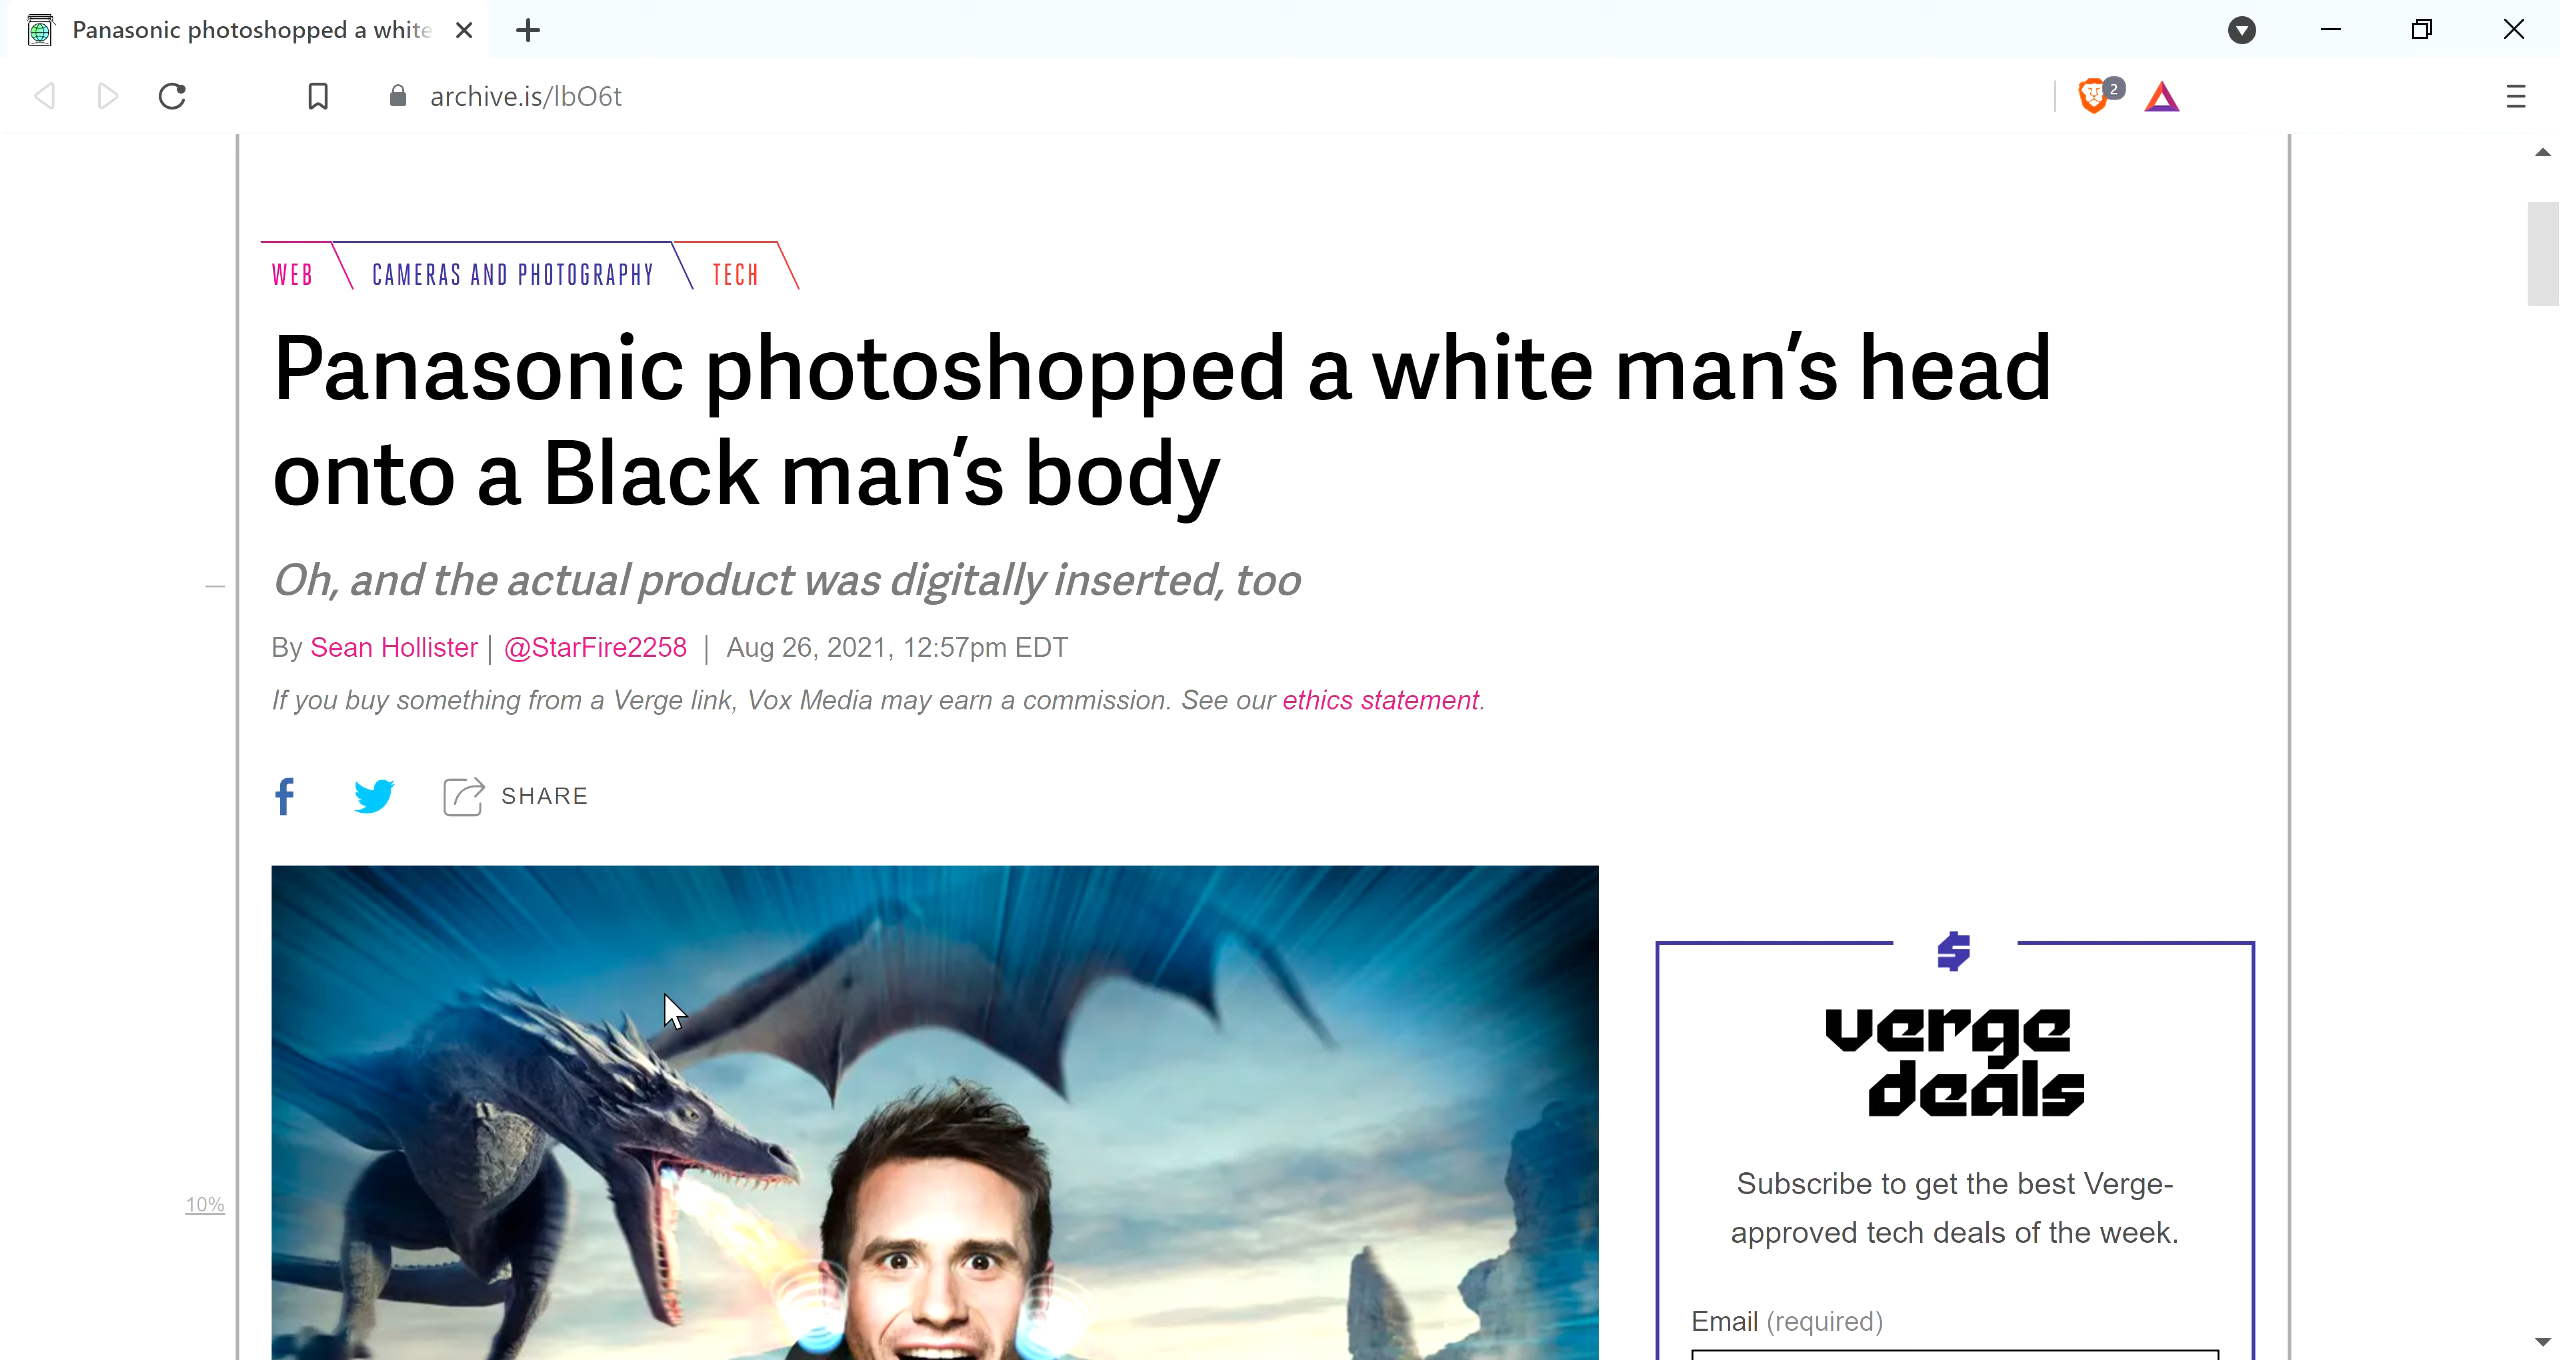 Panasonic photoshopped a white
archive.is/lbO6t
2
WEB
CAMERAS AND PHOTOGRAPHY
TECH
Panasonic photoshopped a white man’s head
onto a Black man’s body
Oh, and the actual product was digitally inserted, too
By Sean Hollister | @StarFire2258 | Aug 26, 2021, 12:57pm EDT
If you buy something from a Verge link, Vox Media may earn a commission. See our ethics statement.
SHARE
10%
verge
deals
Subscribe to get the best Verge-
approved tech deals of the week.
Email (required)